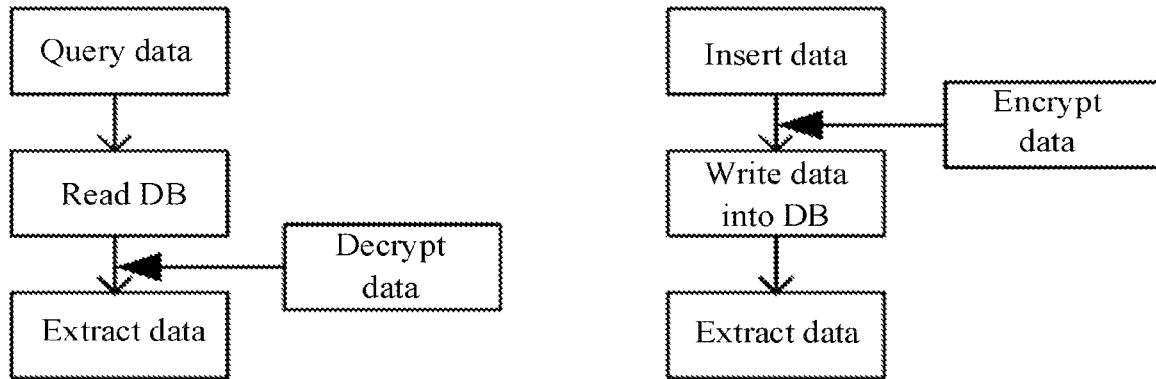 Query data
Read DB
Decrypt
data
Extract data
Insert data
Encrypt
data
Write data
into DB
Extract data